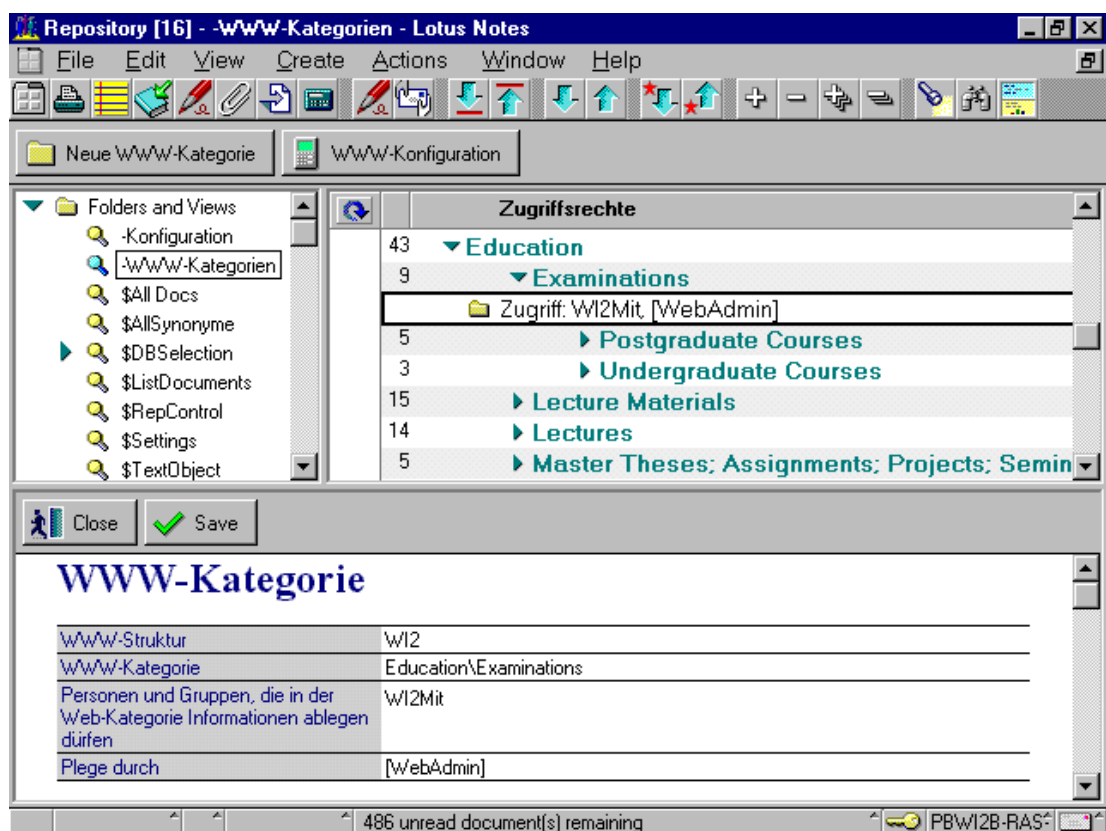 Repository [16] - -WWW-Kategorien - Lotus Notes
File Edit View Create Actions Window Help
Neue WWW-Kategorie WWW-Konfiguration
Folders and Views
-Konfiguration
-WWW-Kategorien
$All Docs
$AllSynonyme
$DBSelection
$ListDocuments
$RepControl
$Settings
$TextObject
Zugriffsrechte
43 Education
9 Examinations
Zugriff: WI2Mit, [WebAdmin]
5 Postgraduate Courses
3 Undergraduate Courses
15 Lecture Materials
14 Lectures
5 Master Theses; Assignments; Projects; Semin
Close Save
WWW-Kategorie
WWW-Struktur WI2
WWW-Kategorie Education\Examinations
Personen und Gruppen, die in der WI2Mit
Web-Kategorie Informationen ablegen
dürfen
Plege durch [WebAdmin]
486 unread document(s) remaining PBWI2B-RAS